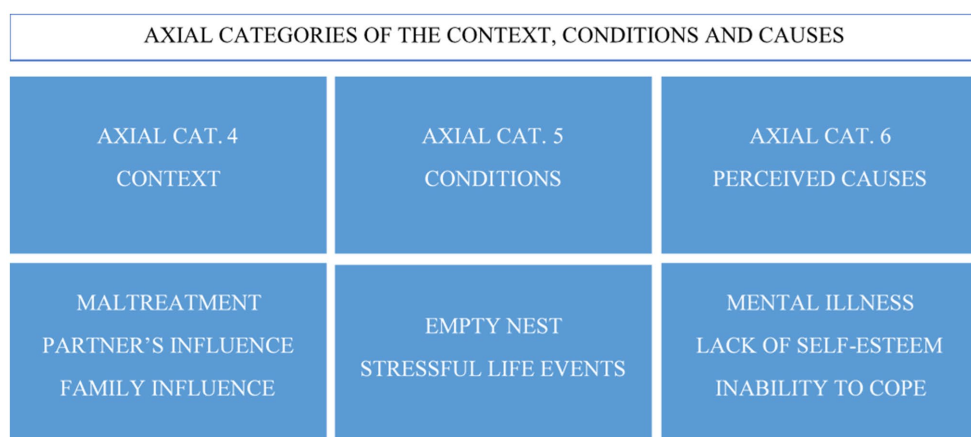 AXIAL CATEGORIES OF THE CONTEXT, CONDITIONS AND CAUSES
AXIAL CAT. 4
CONTEXT
AXIAL CAT. 5
CONDITIONS
AXIAL CAT. 6
PERCEIVED CAUSES
MALTREATMENT
PARTNER’S INFLUENCE
FAMILY INFLUENCE
EMPTY NEST
STRESSFUL LIFE EVENTS
MENTAL ILLNESS
LACK OF SELF-ESTEEM
INABILITY TO COPE